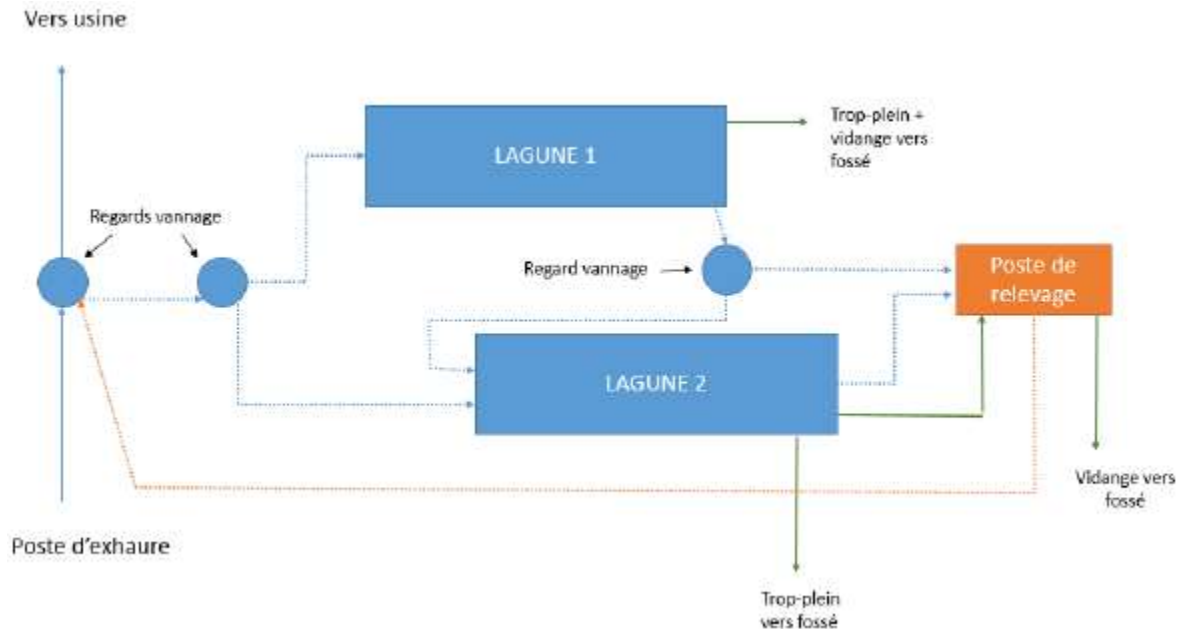 Vers usine
Trop-plein +
vidange vers
fossé
LAGUNE 1
Regards vannage
Regard vannage
Poste de
relevage
LAGUNE 2
Vidange vers
fossé
Poste d'exhaure
Trop-plein
vers fossé